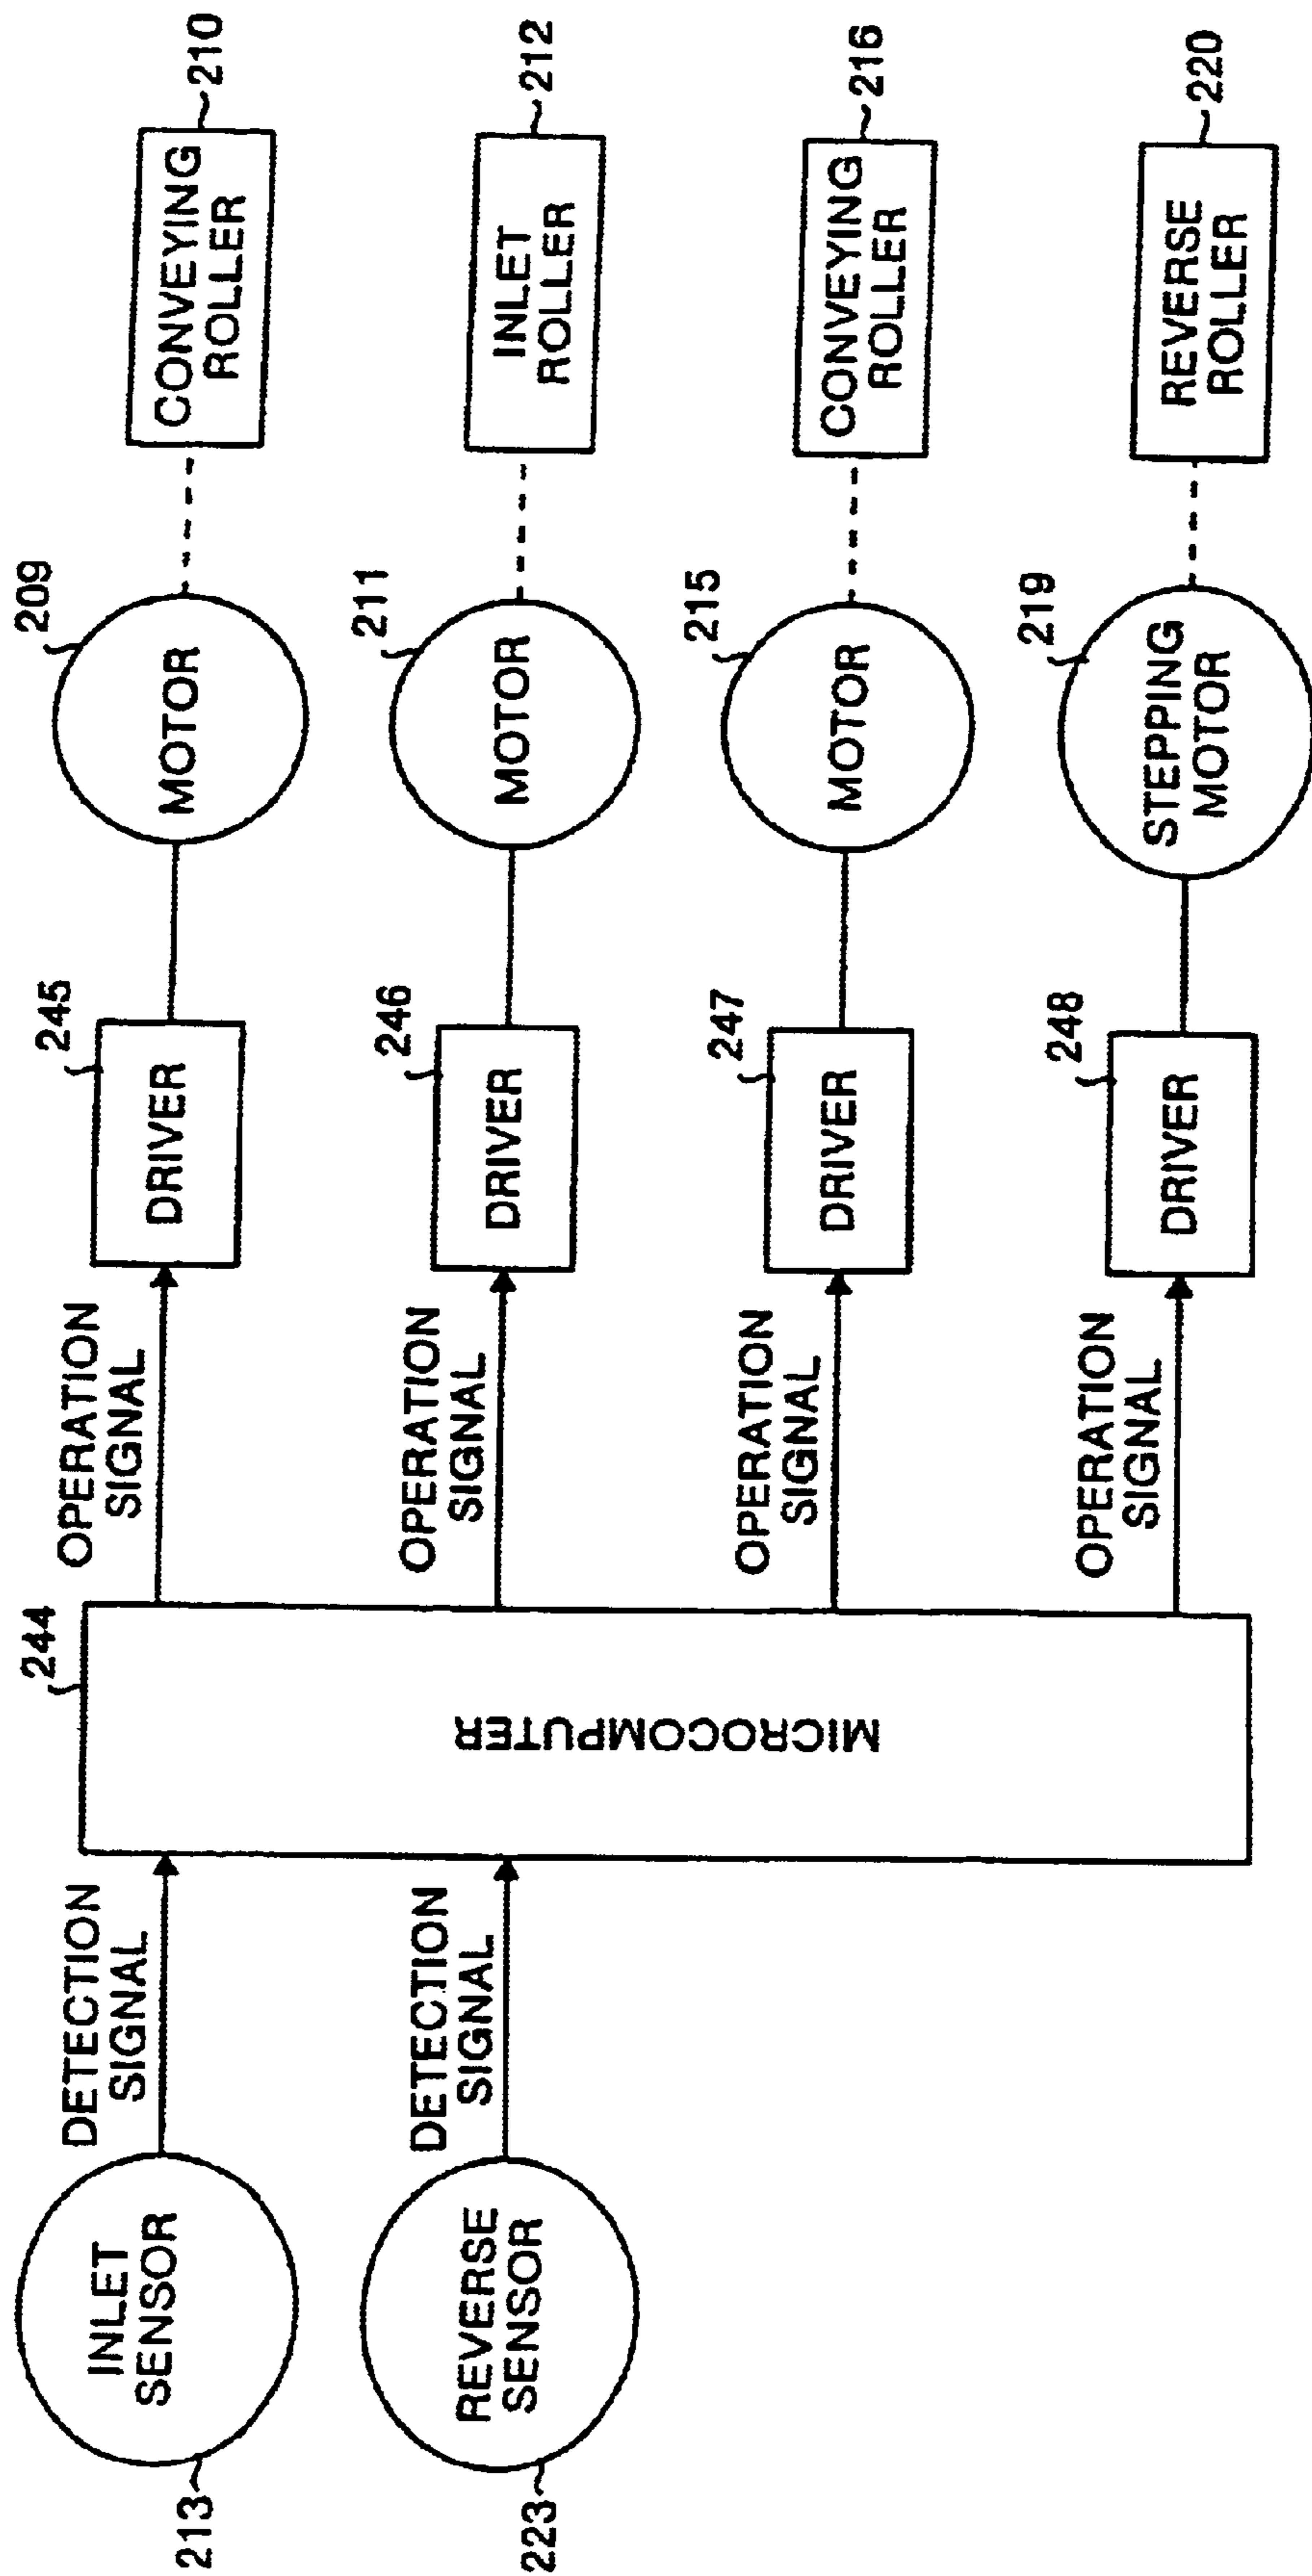 213
INLET
SENSOR
DETECTION
SIGNAL
223
REVERSE
SENSOR
DETECTION
SIGNAL
244
MICROCOMPUTER
OPERATION
SIGNAL
245
DRIVER
209
MOTOR
CONVEYING
ROLLER
210
OPERATION
SIGNAL
246
DRIVER
211
MOTOR
INLET
ROLLER
212
OPERATION
SIGNAL
247
DRIVER
215
MOTOR
CONVEYING
ROLLER
216
OPERATION
SIGNAL
248
DRIVER
219
STEPPING
MOTOR
REVERSE
ROLLER
220